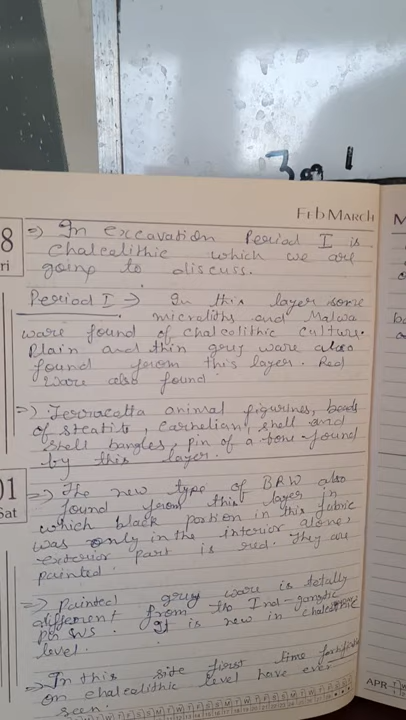 Feb March
M
8
ri
=) In excavation Period I is
chalcolithic which we are
going to discuss.
Period I → In this layer some
microliths and Malwa
ware found of chalcolithic culture.
Plain and thin grey ware also
found from this layer. Red
ware also found.
=) Terracotta animal figurines, beads
of steatite, carnelian, shell and
shell bangles, pin of a bone found
by this layer.
01
Sat
=) The new type of BRW also
found from this layer in
which black portion in this fabric
was only in the interior alone,
exterior part is red. They are
painted.
=) Painted grey ware is totally
different from the Ind-gangetic
PGWS. It is new in chalcolithic
level.
=) In this site first time
on chalcolithic level have ever
seen.
APR